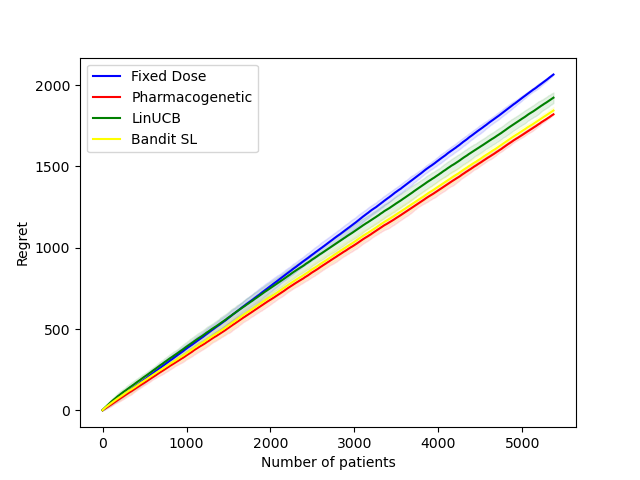 Fixed Dose
Pharmacogenetic
LinUCB
Bandit SL
2000
1500
1000
500
0
Regret
0 1000 2000 3000 4000 5000
Number of patients